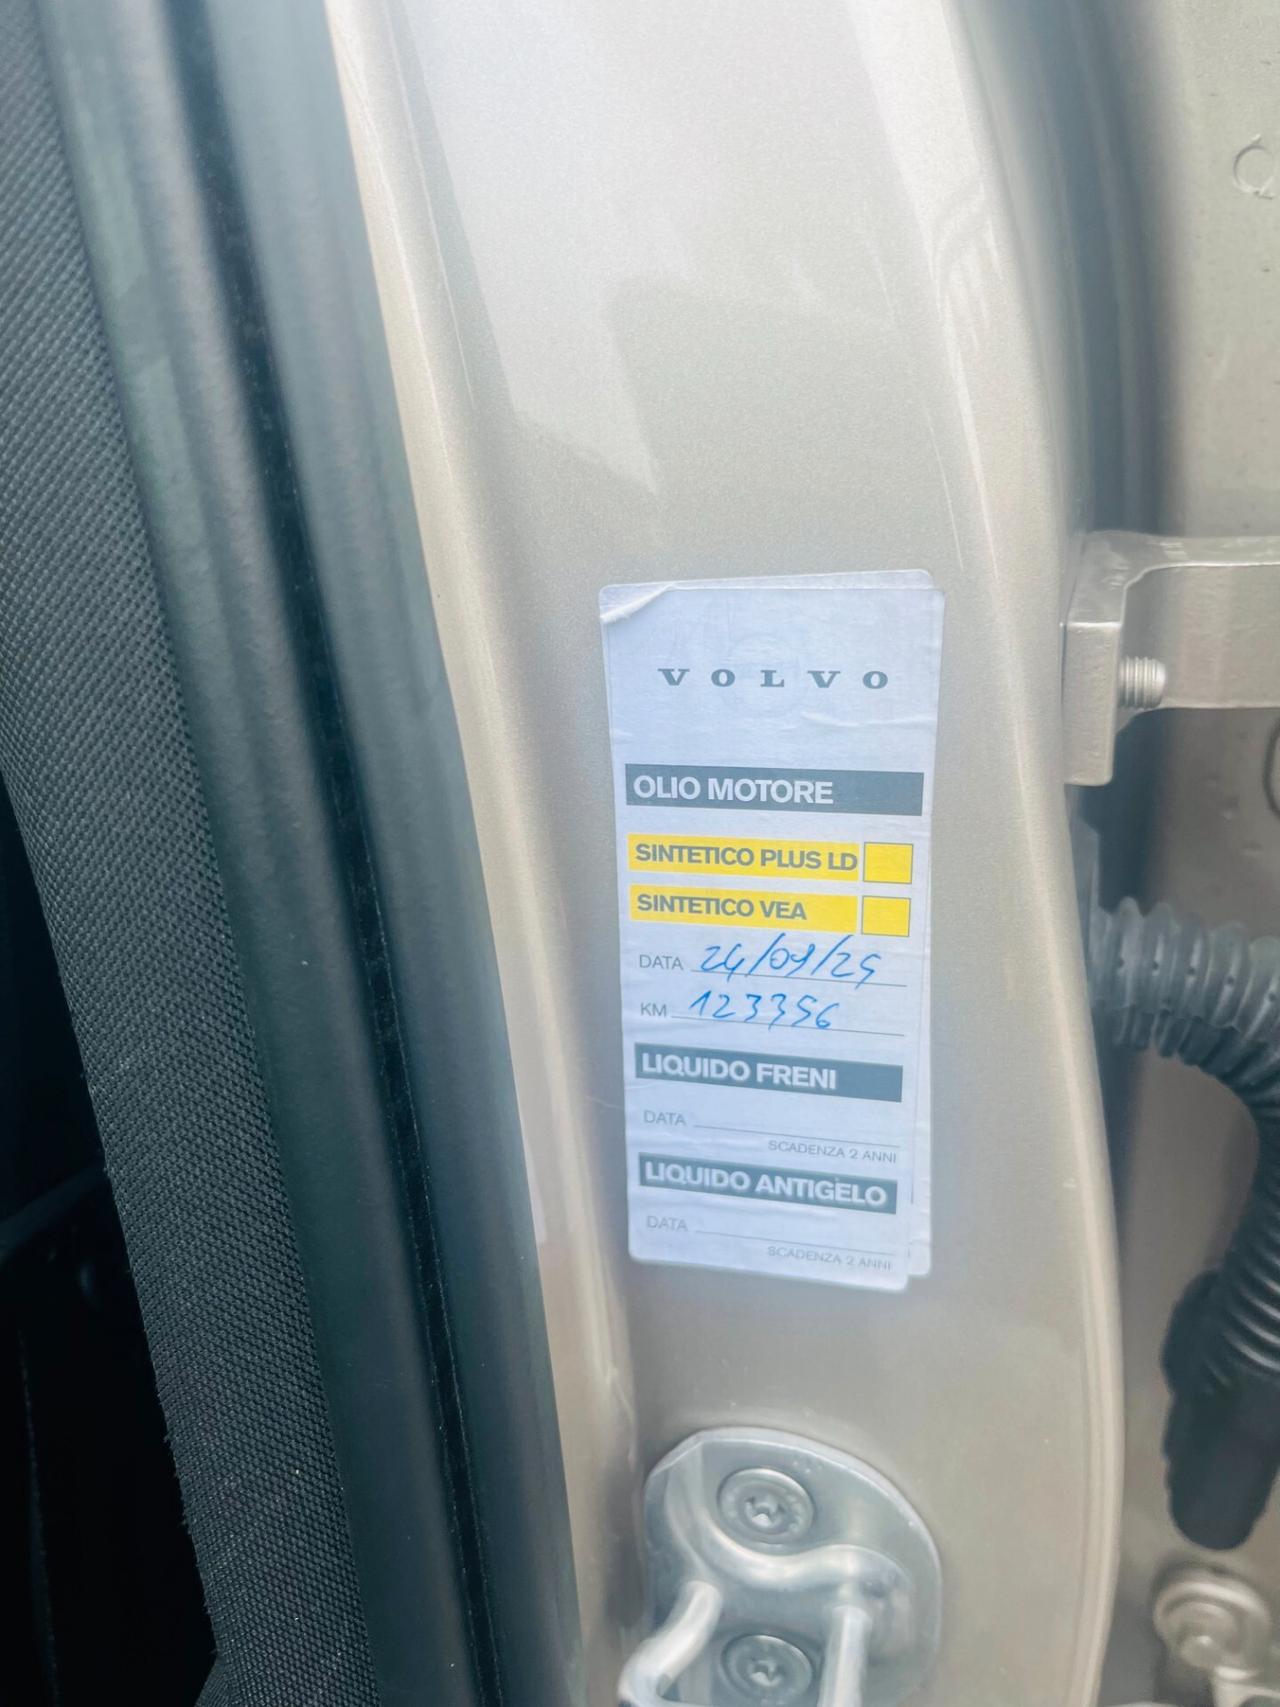 VOLVO
OLIO MOTORE
SINTETICO PLUS LD
SINTETICO VEA
DATA 24/09/25
KM 123356
LIQUIDO FRENI
DATA
SCADENZA 2 ANNI
LIQUIDO ANTIGELO
DATA
SCADENZA 2 ANNI